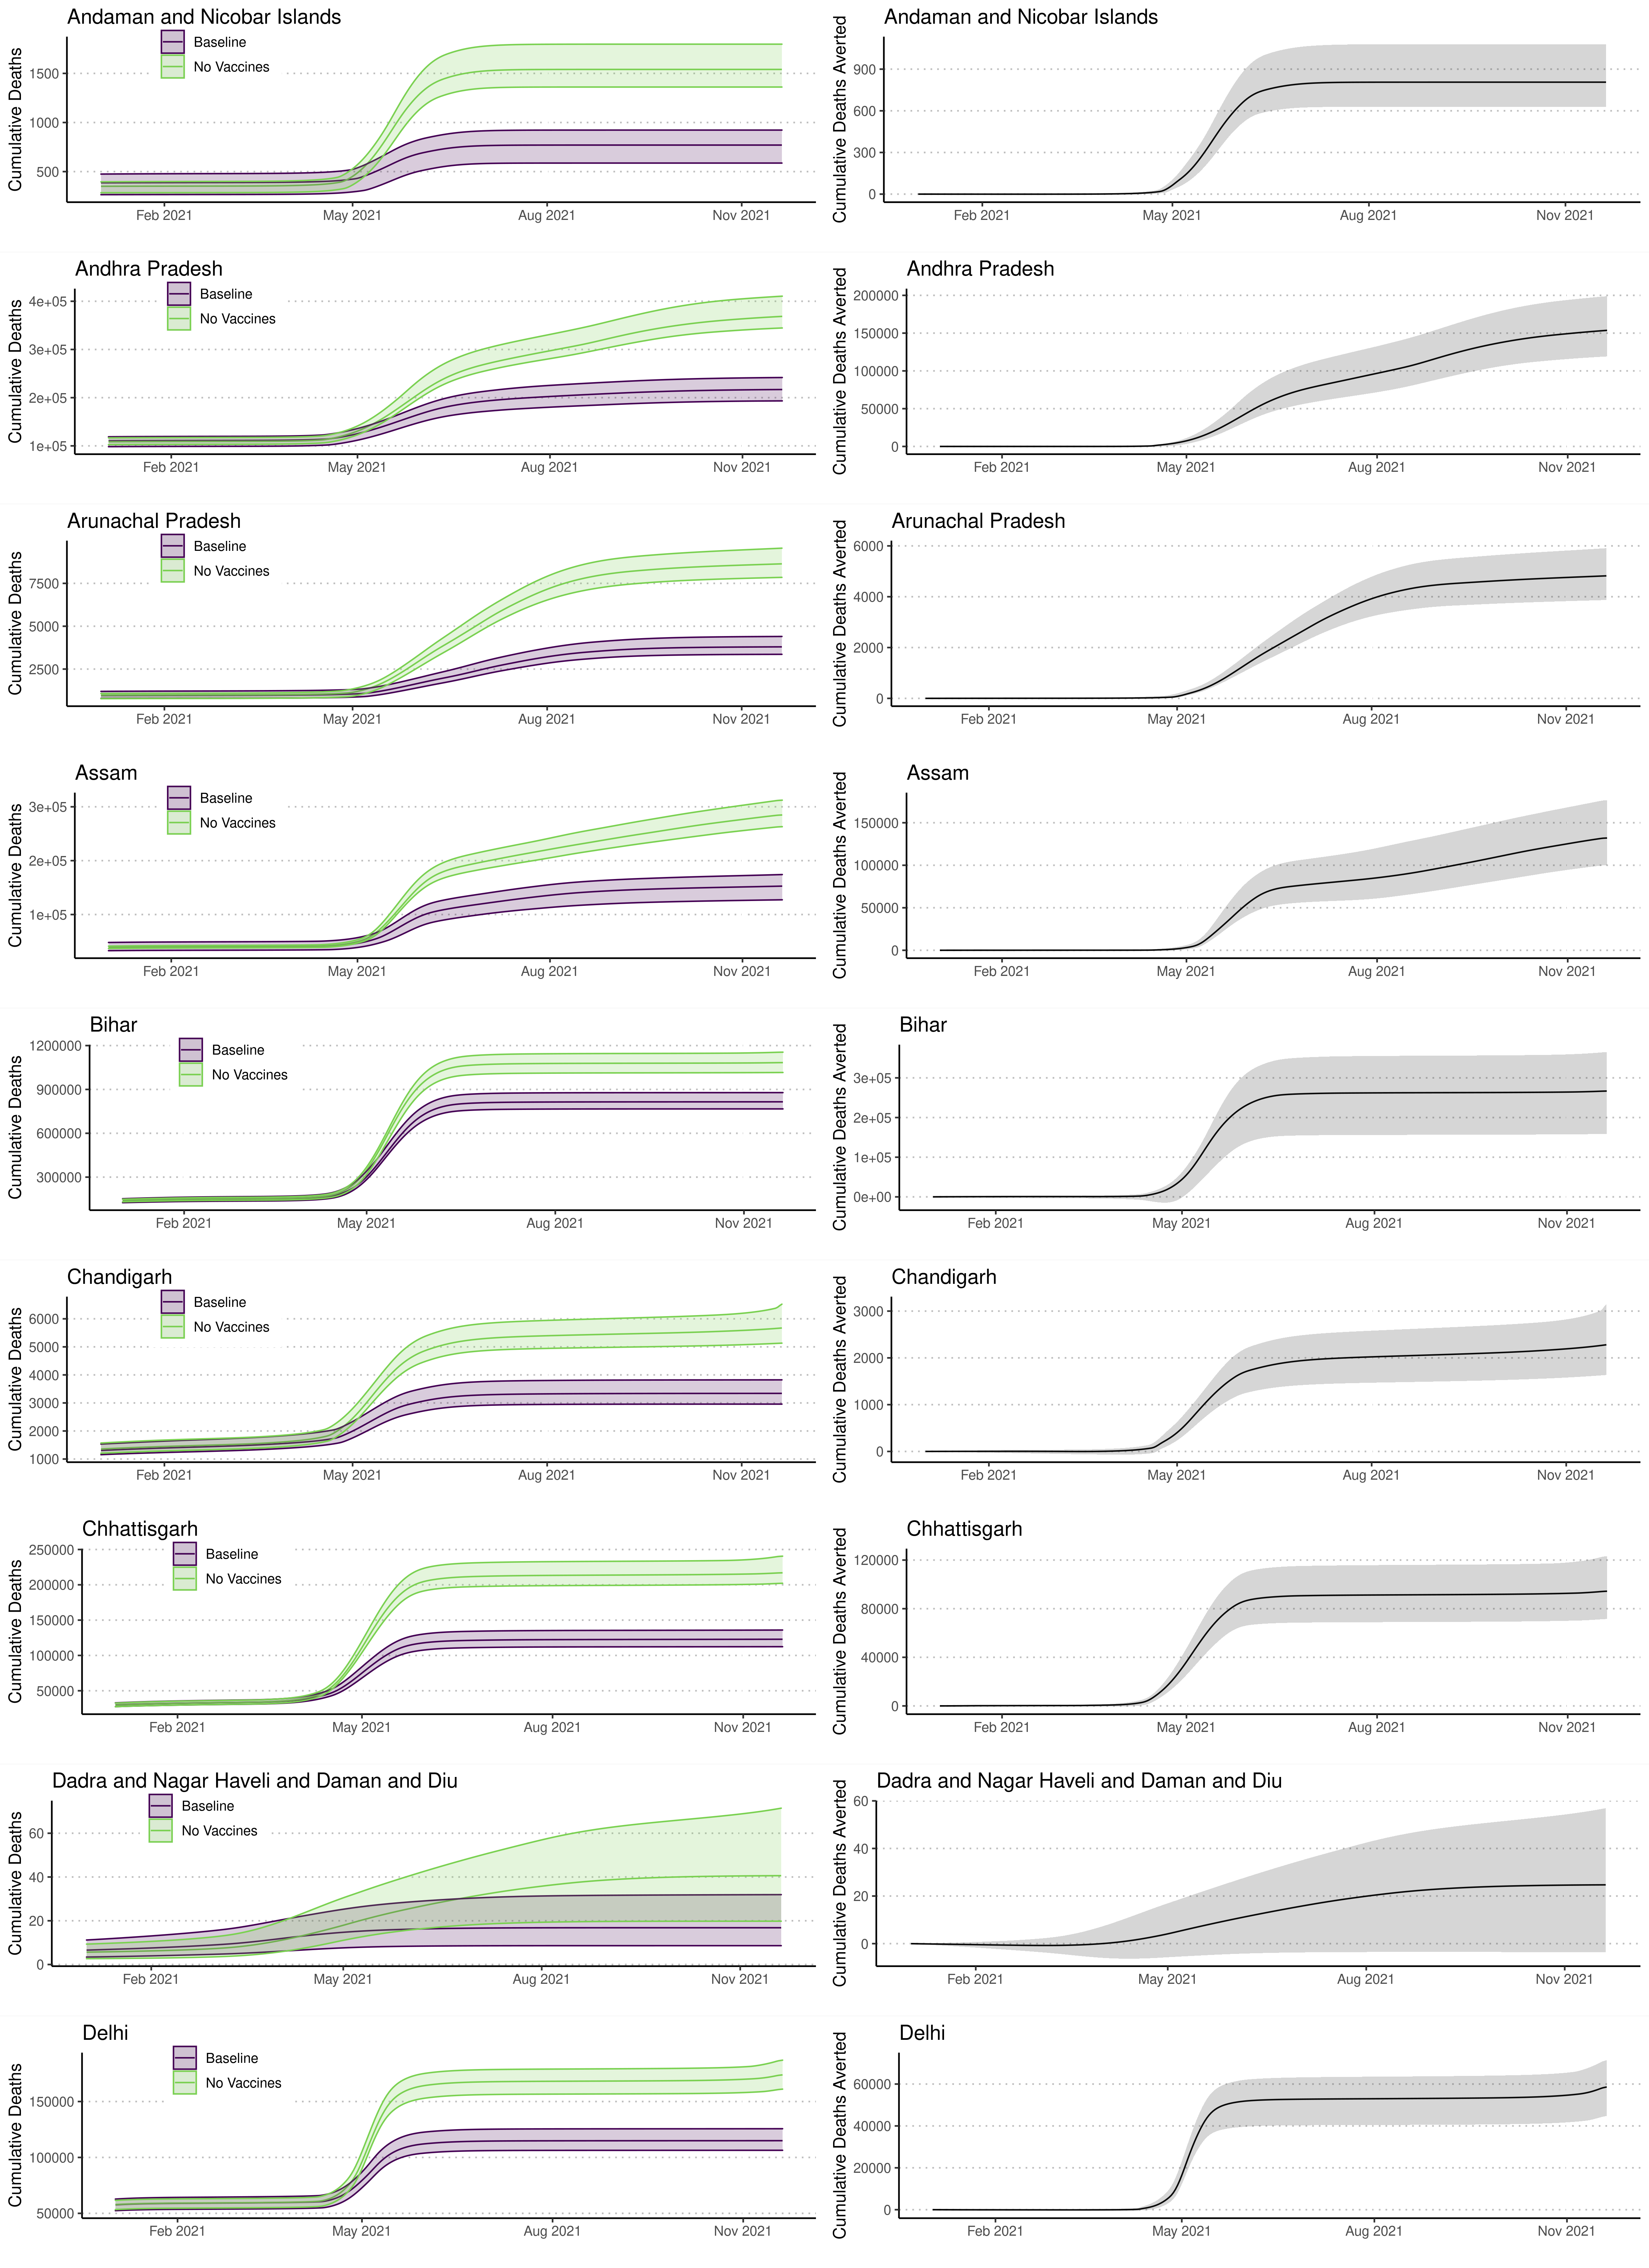 Andaman and Nicobar Islands
Cumulative Deaths
Baseline
No Vaccines
1500
1000
500
Feb 2021 May 2021 Aug 2021 Nov 2021
Andaman and Nicobar Islands
Cumulative Deaths Averted
900
600
300
0
Feb 2021 May 2021 Aug 2021 Nov 2021
Andhra Pradesh
Cumulative Deaths
Baseline
No Vaccines
4e+05
3e+05
2e+05
1e+05
Feb 2021 May 2021 Aug 2021 Nov 2021
Andhra Pradesh
Cumulative Deaths Averted
200000
150000
100000
50000
0
Feb 2021 May 2021 Aug 2021 Nov 2021
Arunachal Pradesh
Cumulative Deaths
Baseline
No Vaccines
7500
5000
2500
Feb 2021 May 2021 Aug 2021 Nov 2021
Arunachal Pradesh
Cumulative Deaths Averted
6000
4000
2000
0
Feb 2021 May 2021 Aug 2021 Nov 2021
Assam
Cumulative Deaths
Baseline
No Vaccines
3e+05
2e+05
1e+05
Feb 2021 May 2021 Aug 2021 Nov 2021
Assam
Cumulative Deaths Averted
150000
100000
50000
0
Feb 2021 May 2021 Aug 2021 Nov 2021
Bihar
Cumulative Deaths
Baseline
No Vaccines
1200000
900000
600000
300000
Feb 2021 May 2021 Aug 2021 Nov 2021
Bihar
Cumulative Deaths Averted
3e+05
2e+05
1e+05
0e+00
Feb 2021 May 2021 Aug 2021 Nov 2021
Chandigarh
Cumulative Deaths
Baseline
No Vaccines
6000
5000
4000
3000
2000
1000
Feb 2021 May 2021 Aug 2021 Nov 2021
Chandigarh
Cumulative Deaths Averted
3000
2000
1000
0
Feb 2021 May 2021 Aug 2021 Nov 2021
Chhattisgarh
Cumulative Deaths
Baseline
No Vaccines
250000
200000
150000
100000
50000
Feb 2021 May 2021 Aug 2021 Nov 2021
Chhattisgarh
Cumulative Deaths Averted
120000
80000
40000
0
Feb 2021 May 2021 Aug 2021 Nov 2021
Dadra and Nagar Haveli and Daman and Diu
Cumulative Deaths
Baseline
No Vaccines
60
40
20
0
Feb 2021 May 2021 Aug 2021 Nov 2021
Dadra and Nagar Haveli and Daman and Diu
Cumulative Deaths Averted
60
40
20
0
Feb 2021 May 2021 Aug 2021 Nov 2021
Delhi
Cumulative Deaths
Baseline
No Vaccines
150000
100000
50000
Feb 2021 May 2021 Aug 2021 Nov 2021
Delhi
Cumulative Deaths Averted
60000
40000
20000
0
Feb 2021 May 2021 Aug 2021 Nov 2021